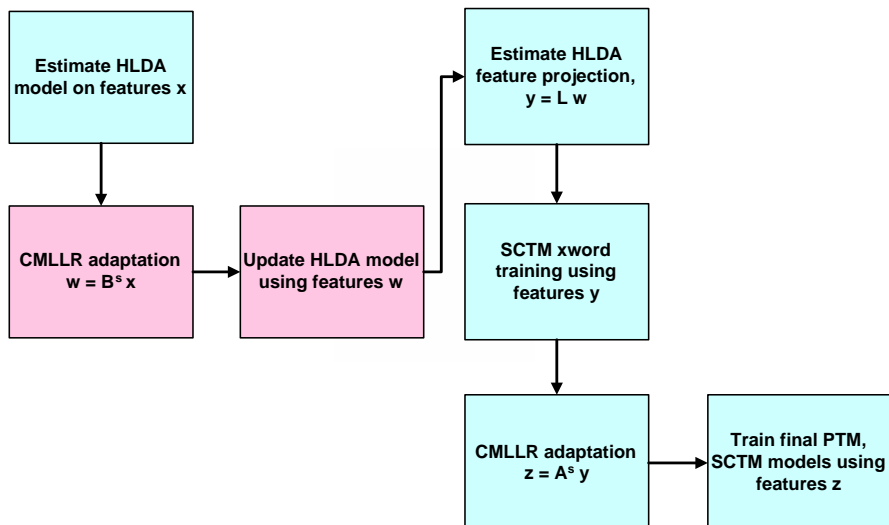 Estimate HLDA
model on features x
CMLLR adaptation
w = Bˢ x
Update HLDA model
using features w
Estimate HLDA
feature projection,
y = L w
SCTM xword
training using
features y
CMLLR adaptation
z = Aˢ y
Train final PTM,
SCTM models using
features z